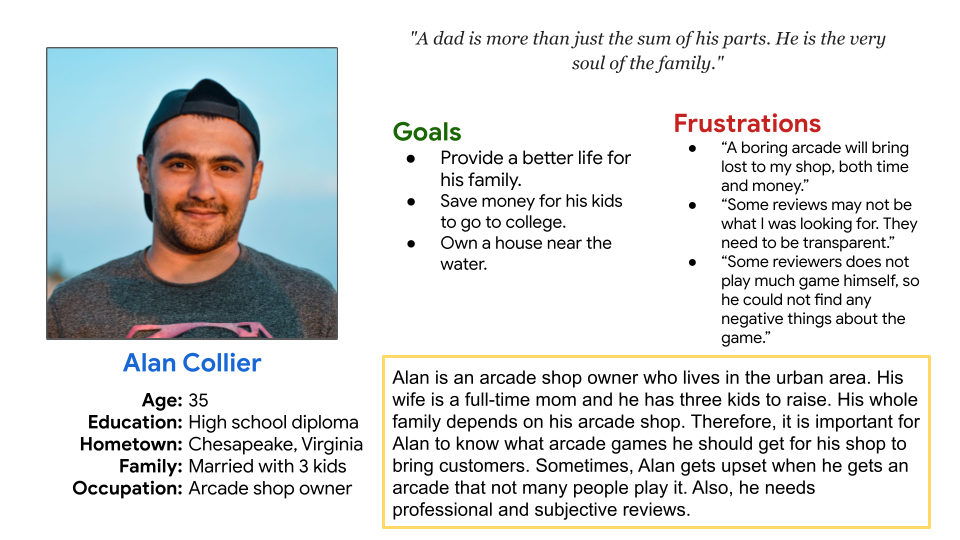 "A dad is more than just the sum of his parts. He is the very
soul of the family."
Goals
● Provide a better life for
his family.
● Save money for his kids
to go to college.
● Own a house near the
water.
Frustrations
● “A boring arcade will bring
lost to my shop, both time
and money.”
● “Some reviews may not be
what I was looking for. They
need to be transparent.”
● “Some reviewers does not
play much game himself, so
he could not find any
negative things about the
game.”
Alan Collier
Age: 35
Education: High school diploma
Hometown: Chesapeake, Virginia
Family: Married with 3 kids
Occupation: Arcade shop owner
Alan is an arcade shop owner who lives in the urban area. His
wife is a full-time mom and he has three kids to raise. His whole
family depends on his arcade shop. Therefore, it is important for
Alan to know what arcade games he should get for his shop to
bring customers. Sometimes, Alan gets upset when he gets an
arcade that not many people play it. Also, he needs
professional and subjective reviews.